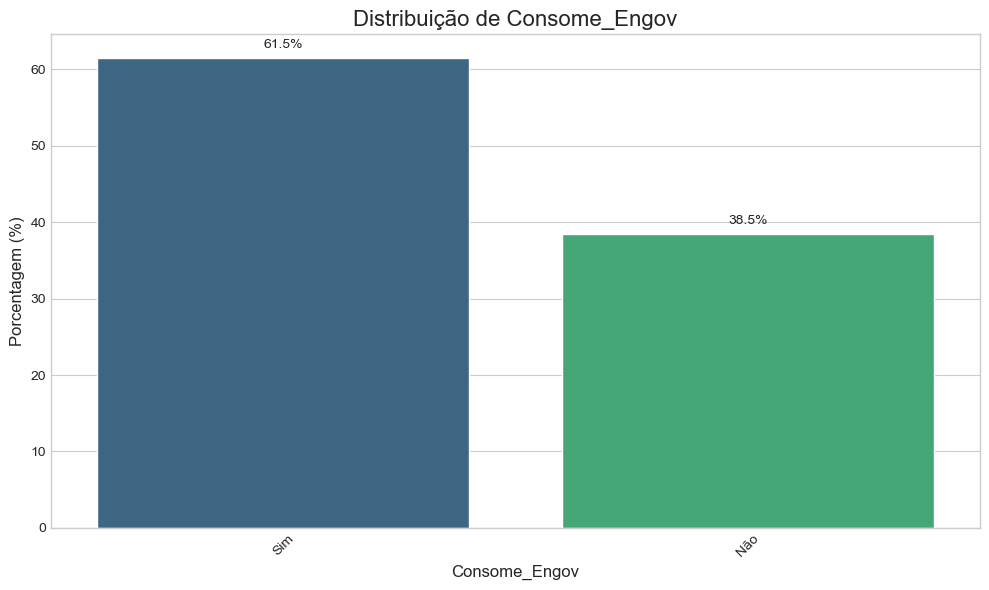 Distribuição de Consome_Engov
61.5%
38.5%
60
50
40
30
20
10
0
Porcentagem (%)
Sim
Não
Consome_Engov